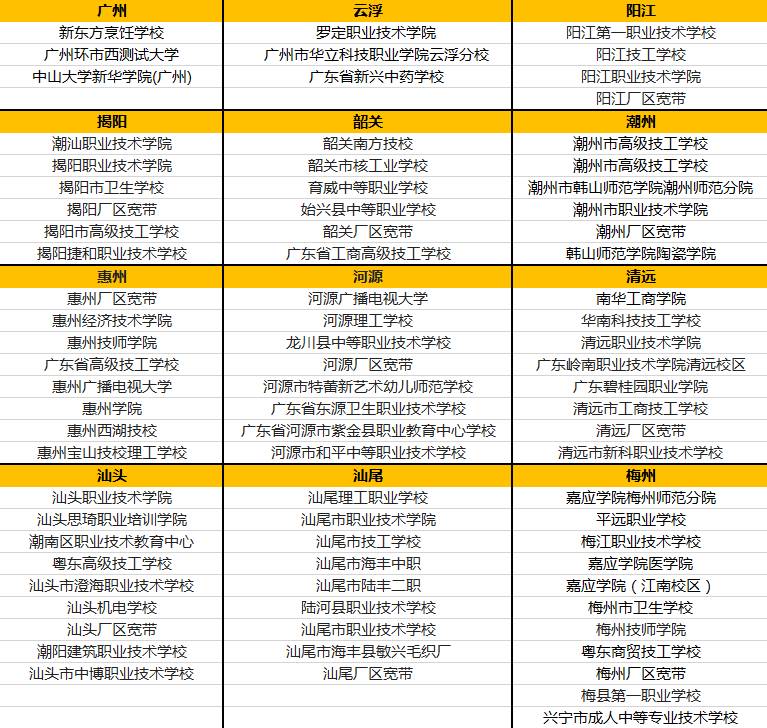 广州 云浮 阳江
新东方烹饪学校 罗定职业技术学院 阳江第一职业技术学校
广州环市西测试大学 广州市华立科技职业学院云浮分校 阳江技工学校
中山大学新华学院(广州) 广东省新兴中药学校 阳江职业技术学院
阳江厂区宽带
揭阳 韶关 潮州
潮汕职业技术学院 韶关南方技校 潮州市高级技工学校
揭阳职业技术学院 韶关市核工业学校 潮州市高级技工学校
揭阳市卫生学校 育威中等职业学校 潮州市韩山师范学院潮州师范分院
揭阳厂区宽带 始兴县中等职业学校 潮州市职业技术学院
揭阳市高级技工学校 韶关厂区宽带 潮州厂区宽带
揭阳捷和职业技术学校 广东省工商高级技工学校 韩山师范学院陶瓷学院
惠州 河源 清远
惠州厂区宽带 河源广播电视大学 南华工商学院
惠州经济技术学院 河源理工学校 华南科技技工学校
惠州技师学院 龙川县中等职业技术学校 清远职业技术学院
广东省高级技工学校 河源厂区宽带 广东岭南职业技术学院清远校区
惠州广播电视大学 河源市特蕾新艺术幼儿师范学校 广东碧桂园职业学院
惠州学院 广东省东源卫生职业技术学校 清远市工商技工学校
惠州西湖技校 广东省河源市紫金县职业教育中心学校 清远厂区宽带
惠州宝山技校理工学校 河源市和平中等职业技术学校 清远市新科职业技术学校
汕头 汕尾 梅州
汕头职业技术学院 汕尾理工职业学校 嘉应学院梅州师范分院
汕头思琦职业培训学院 汕尾市职业技术学院 平远职业学校
潮南区职业技术教育中心 汕尾市技工学校 梅江职业技术学校
粤东高级技工学校 汕尾市海丰中职 嘉应学院医学院
汕头市澄海职业技术学校 汕尾市陆丰二职 嘉应学院（江南校区）
汕头机电学校 陆河县职业技术学校 梅州市卫生学校
汕头厂区宽带 汕尾市职业技术学校 梅州技师学院
潮阳建筑职业技术学校 汕尾市海丰县敏兴毛织厂 粤东商贸技工学校
汕头市中博职业技术学校 汕尾厂区宽带 梅州厂区宽带
梅县第一职业学校
兴宁市成人中等专业技术学校